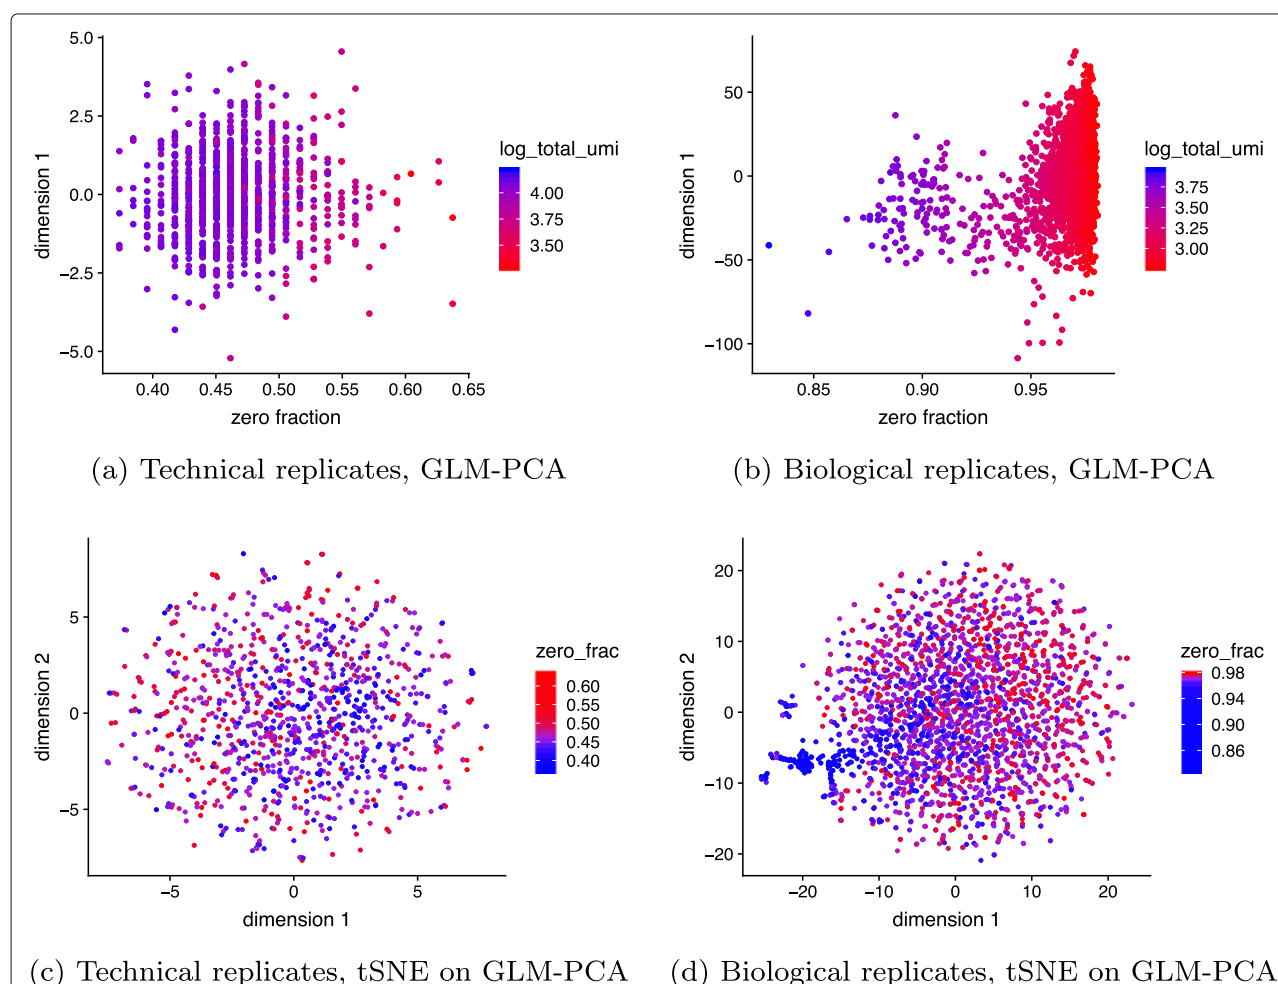 5.0
2.5
0.0
−2.5
−5.0
dimension 1
0.40 0.45 0.50 0.55 0.60 0.65
zero fraction
log_total_umi
4.00
3.75
3.50
(a) Technical replicates, GLM-PCA
50
0
−50
−100
dimension 1
0.85 0.90 0.95
zero fraction
log_total_umi
3.75
3.50
3.25
3.00
(b) Biological replicates, GLM-PCA
5
0
−5
dimension 2
−5 0 5
dimension 1
zero_frac
0.60
0.55
0.50
0.45
0.40
(c) Technical replicates, tSNE on GLM-PCA
20
10
0
−10
−20
dimension 2
−20 −10 0 10 20
dimension 1
zero_frac
0.98
0.94
0.90
0.86
(d) Biological replicates, tSNE on GLM-PCA